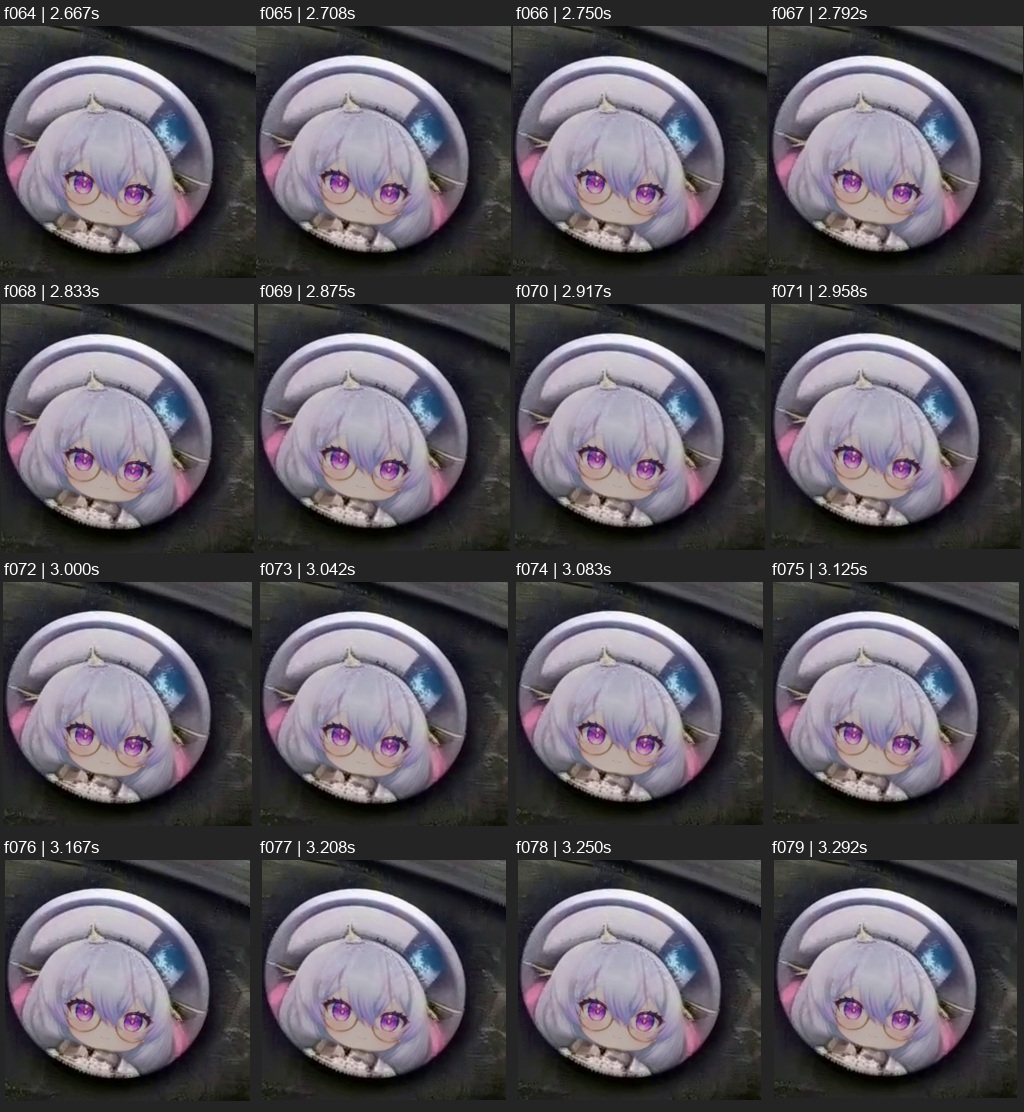 f064 | 2.667s
f065 | 2.708s
f066 | 2.750s
f067 | 2.792s
f068 | 2.833s
f069 | 2.875s
f070 | 2.917s
f071 | 2.958s
f072 | 3.000s
f073 | 3.042s
f074 | 3.083s
f075 | 3.125s
f076 | 3.167s
f077 | 3.208s
f078 | 3.250s
f079 | 3.292s